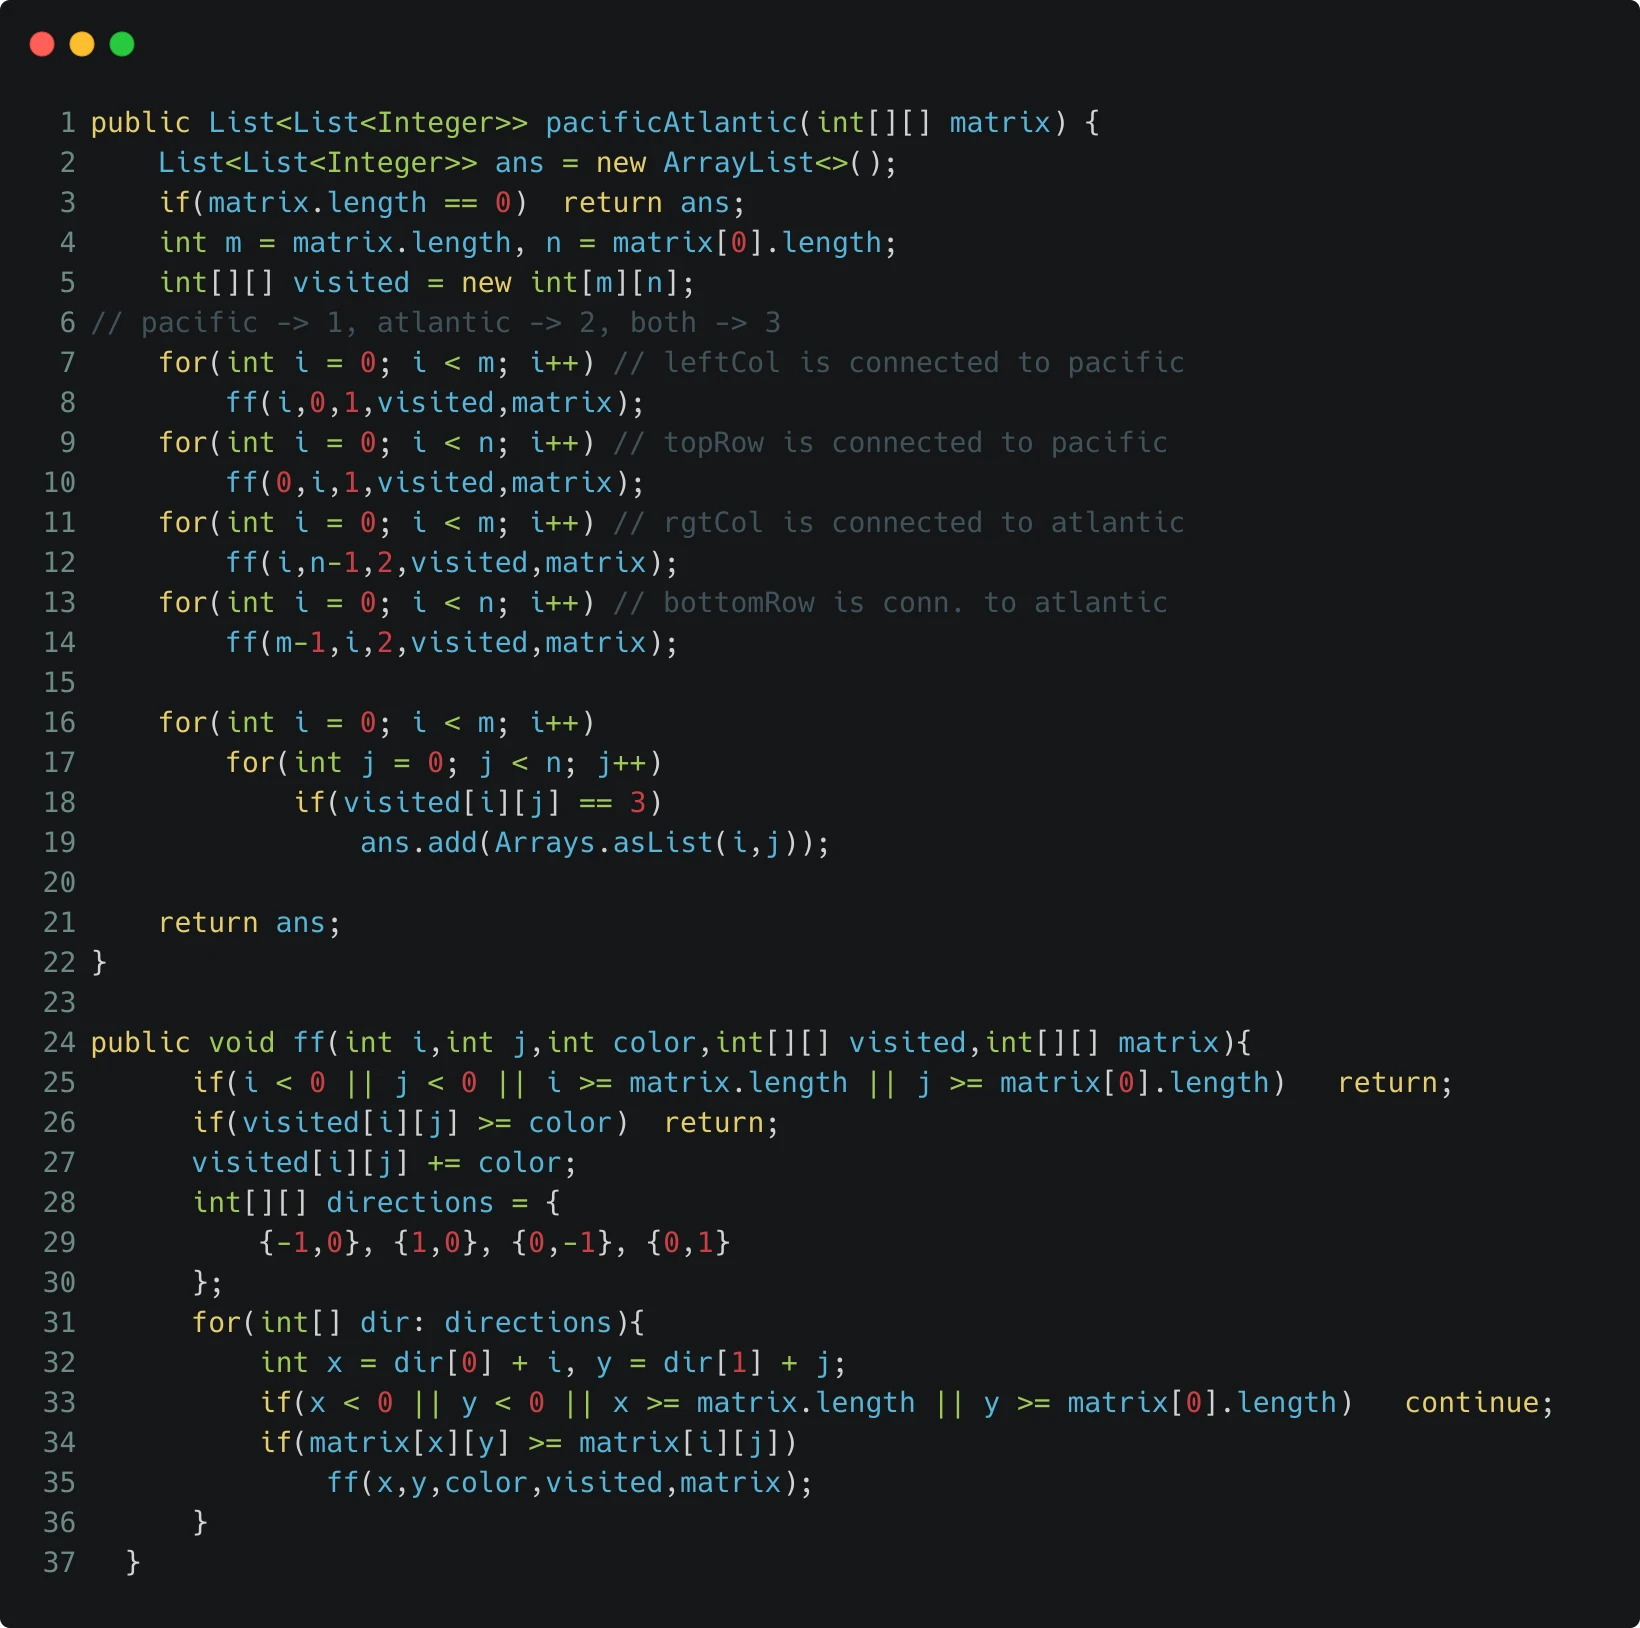 1 public List<List<Integer>> pacificAtlantic(int[][] matrix) {
2     List<List<Integer>> ans = new ArrayList<>();
3     if(matrix.length == 0)  return ans;
4     int m = matrix.length, n = matrix[0].length;
5     int[][] visited = new int[m][n];
6 // pacific -> 1, atlantic -> 2, both -> 3
7     for(int i = 0; i < m; i++) // leftCol is connected to pacific
8         ff(i,0,1,visited,matrix);
9     for(int i = 0; i < n; i++) // topRow is connected to pacific
10         ff(0,i,1,visited,matrix);
11     for(int i = 0; i < m; i++) // rgtCol is connected to atlantic
12         ff(i,n-1,2,visited,matrix);
13     for(int i = 0; i < n; i++) // bottomRow is conn. to atlantic
14         ff(m-1,i,2,visited,matrix);
15
16     for(int i = 0; i < m; i++)
17         for(int j = 0; j < n; j++)
18             if(visited[i][j] == 3)
19                 ans.add(Arrays.asList(i,j));
20
21     return ans;
22 }
23
24 public void ff(int i,int j,int color,int[][] visited,int[][] matrix){
25       if(i < 0 || j < 0 || i >= matrix.length || j >= matrix[0].length)   return;
26       if(visited[i][j] >= color)  return;
27       visited[i][j] += color;
28       int[][] directions = {
29           {-1,0}, {1,0}, {0,-1}, {0,1}
30       };
31       for(int[] dir: directions){
32           int x = dir[0] + i, y = dir[1] + j;
33           if(x < 0 || y < 0 || x >= matrix.length || y >= matrix[0].length)   continue;
34           if(matrix[x][y] >= matrix[i][j])
35               ff(x,y,color,visited,matrix);
36       }
37   }